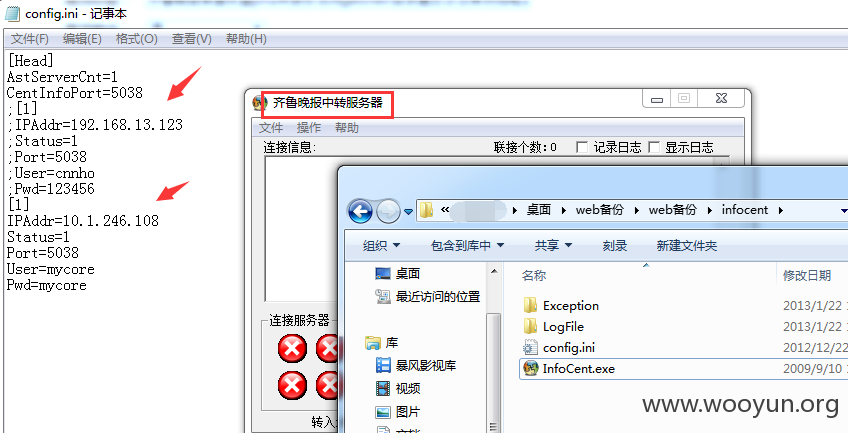 config.ini - 记事本
文件(F) 编辑(E) 格式(O) 查看(V) 帮助(H)
[Head]
AstServerCnt=1
CentInfoPort=5038
;[1]
;IPAddr=192.168.13.123
;Status=1
;Port=5038
;User=cnnho
;Pwd=123456
[1]
IPAddr=10.1.246.108
Status=1
Port=5038
User=mycore
Pwd=mycore
齐鲁晚报中转服务器
文件 操作 帮助
连接信息: 联接个数:0 记录日志 显示日志
连接服务器
转入
« 桌面 web备份 web备份 infocent
组织 包含到库中 共享 刻录 新建文件夹
桌面
最近访问的位置
库
暴风影视库
视频
图片
名称 修改日期
Exception 2013/1/22
LogFile 2013/1/22
config.ini 2012/12/22
InfoCent.exe 2009/9/10
www.wooyun.org